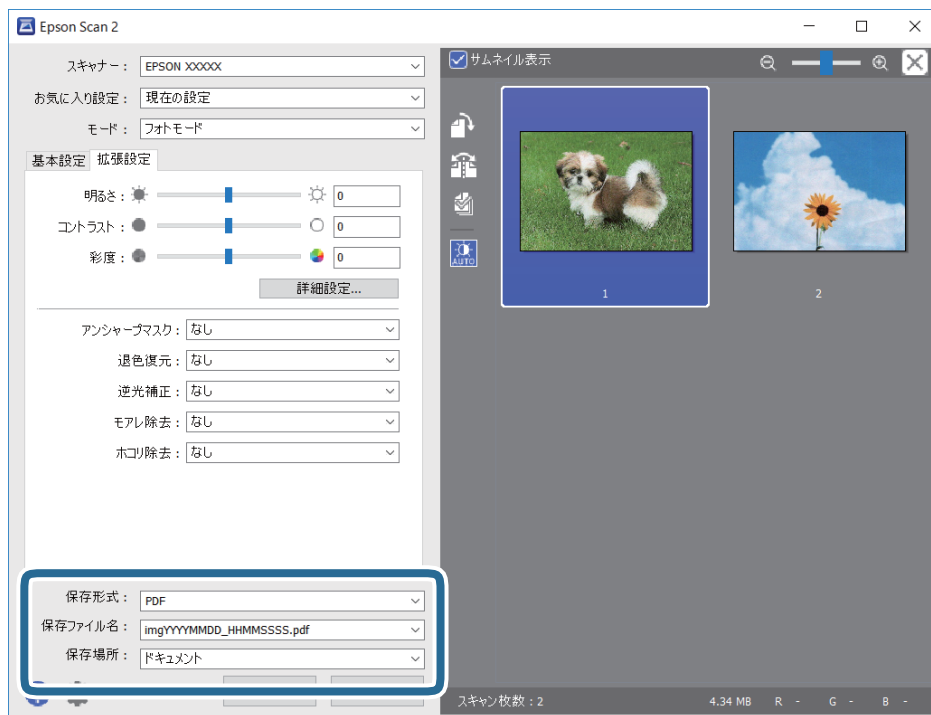 Epson Scan 2
スキャナー： EPSON XXXXX
お気に入り設定： 現在の設定
モード： フォトモード
基本設定 拡張設定
明るさ： 0
コントラスト： 0
彩度： 0
詳細設定...
アンシャープマスク： なし
退色復元： なし
逆光補正： なし
モアレ除去： なし
ホコリ除去： なし
保存形式： PDF
保存ファイル名： imgYYYYMMDD_HHMMSSSS.pdf
保存場所： ドキュメント
サムネイル表示
AUTO
1
2
スキャン枚数：2 4.34 MB R - G - B -